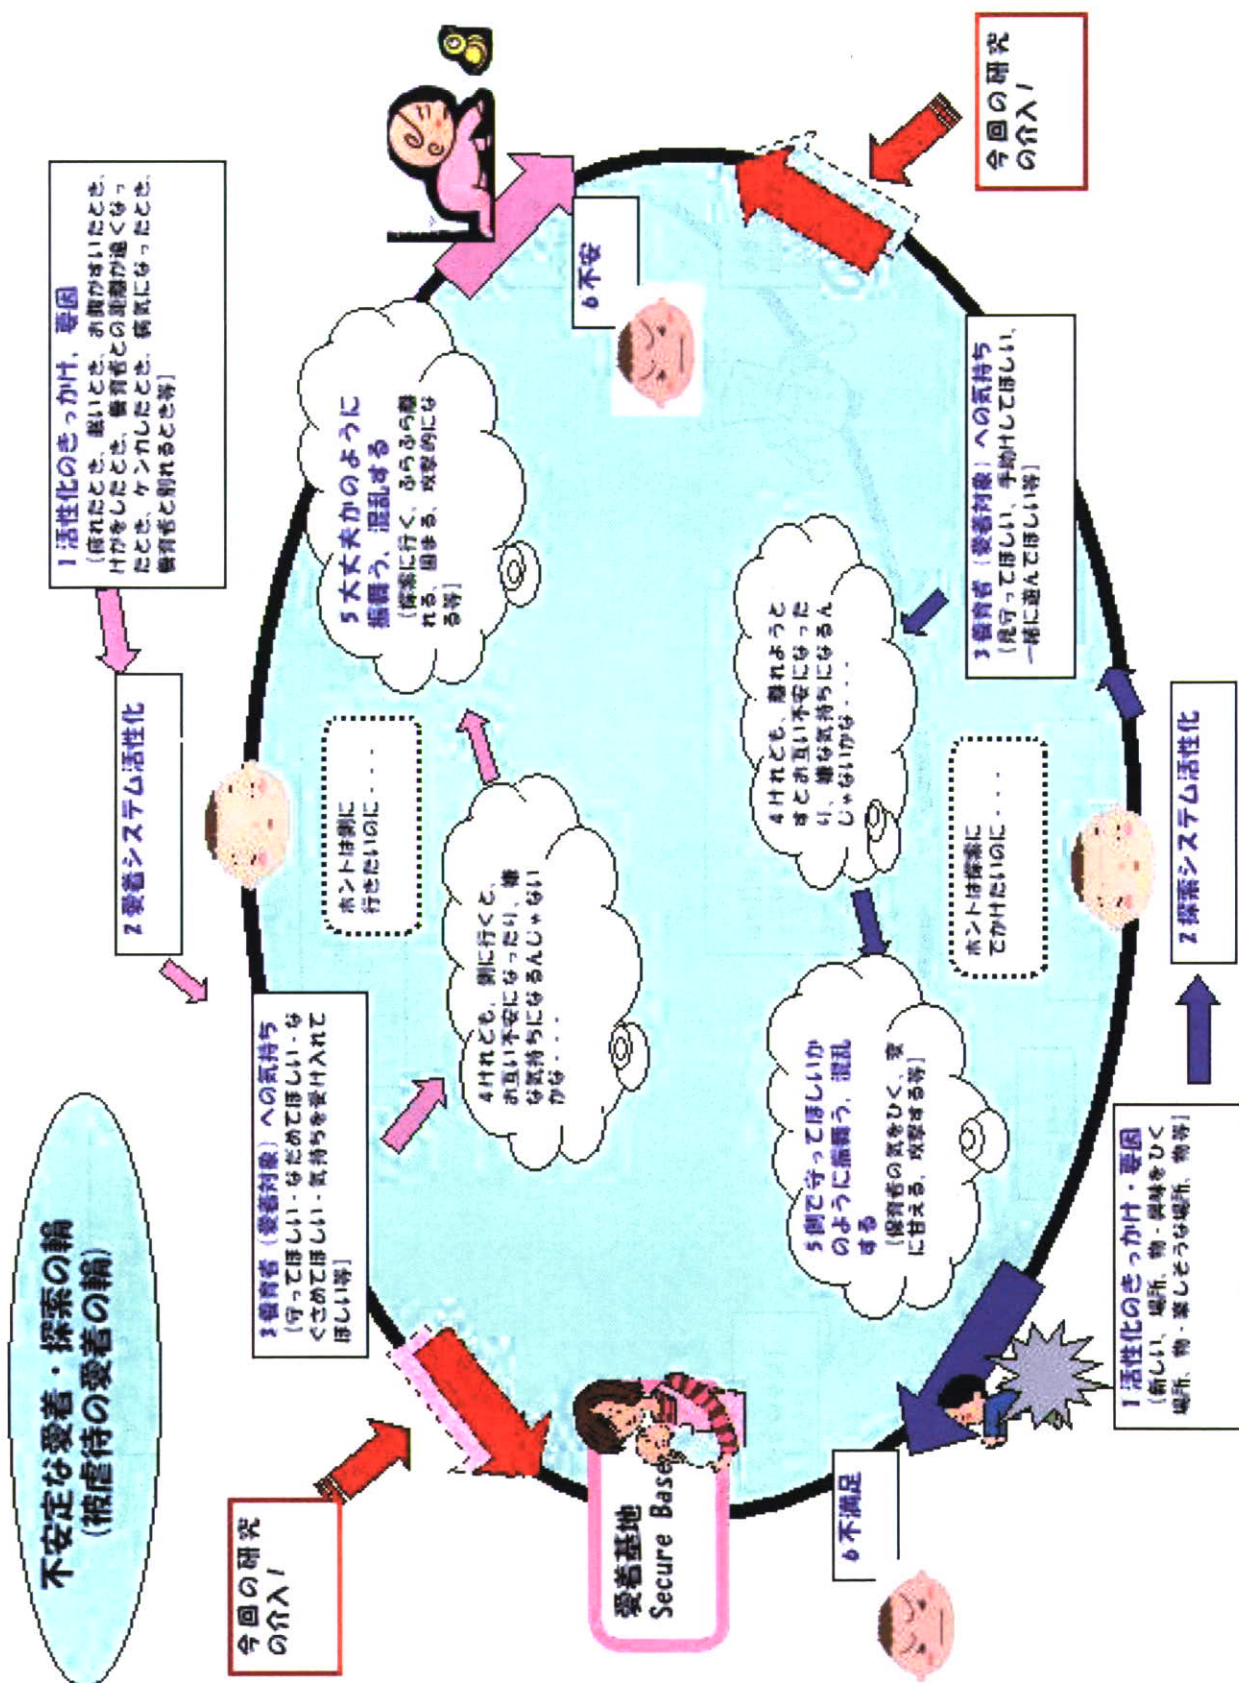 不安定な愛着・探索の輪
(被虐待の愛着の輪)
1 活性化のきっかけ、要因
(疲れたとき、眠いとき、お腹がすいたとき、
けがをしたとき、養育者との距離が遠くなっ
たとき、ケンカしたとき、病気になったとき、
養育者と別れるとき等]
2 愛着システム活性化
3 養育者(愛着対象)への気持ち
(守ってほしい・なだめてほしい・な
ぐさめてほしい・気持ちを受け入れて
ほしい等]
今回の研究
の介入!
ホントは側に
行きたいのに・・・・
4 けれども、側に行くと、
お互い不安になったり、嫌
な気持ちになるんじゃない
かな・・・
5 大丈夫かのように
振舞う、混乱する
(探索に行く、ふらふら離
れる、固まる、攻撃的にな
る等]
6 不安
愛着基地
Secure Base
4 けれども、離れようと
すとお互い不安になった
り、嫌な気持ちになるん
じゃないかな・・・・
5 側で守ってほしいか
のように振舞う、混乱
する
(保育者の気をひく、変
に甘える、攻撃する等]
6 不満足
ホントは探索に
でかけたいのに・・・・
3 養育者(愛着対象)への気持ち
(見守ってほしい、手助けしてほしい、
一緒に遊んでほしい等]
今回の研究
の介入!
2 探索システム活性化
1 活性化のきっかけ・要因
(新しい、場所、物・興味をひく
場所、物・楽しそうな場所、物等]